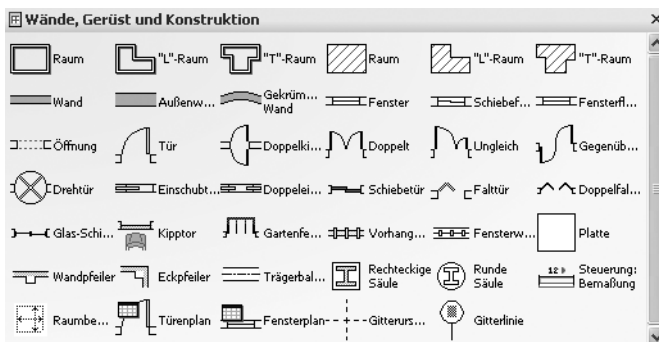 Wände, Gerüst und Konstruktion
Raum "L"-Raum "T"-Raum Raum "L"-Raum "T"-Raum
Wand Außenw... Gekrüm... Wand Fenster Schiebef... Fensterfl...
Öffnung Tür Doppelki... Doppelt Ungleich Gegenüb...
Drehtür Einschubt... Doppelei... Schiebetür Falttür Doppelfal...
Glas-Schi... Kipptor Gartenfe... Vorhang... Fensterw... Platte
Wandpfeiler Eckpfeiler Trägerbal... Rechteckige Säule Runde Säule 12 Steuerung: Bemaßung
Raumbe... Türenplan Fensterplan Gitterurs... Gitterlinie